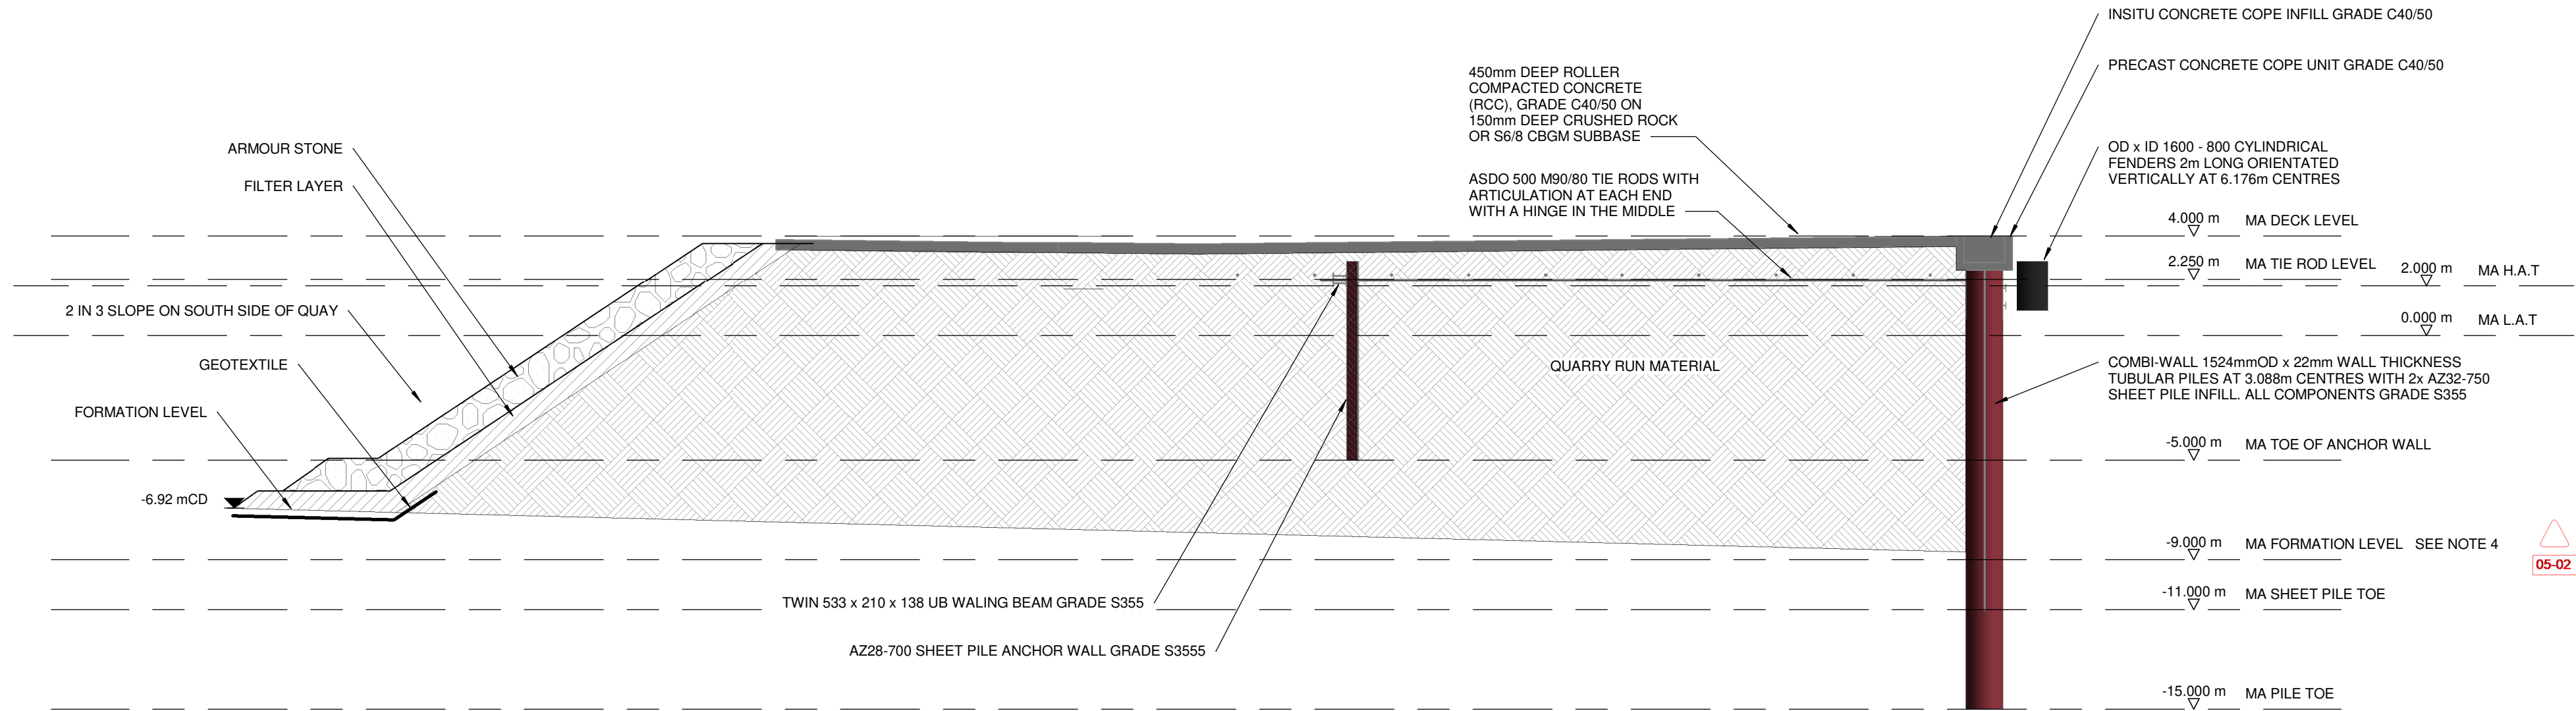 INSITU CONCRETE COPE INFILL GRADE C40/50
PRECAST CONCRETE COPE UNIT GRADE C40/50
450mm DEEP ROLLER
COMPACTED CONCRETE
(RCC), GRADE C40/50 ON
150mm DEEP CRUSHED ROCK
OR S6/8 CBGM SUBBASE
ARMOUR STONE
FILTER LAYER
OD x ID 1600 - 800 CYLINDRICAL
FENDERS 2m LONG ORIENTATED
VERTICALLY AT 6.176m CENTRES
ASDO 500 M90/80 TIE RODS WITH
ARTICULATION AT EACH END
WITH A HINGE IN THE MIDDLE
4.000 m MA DECK LEVEL
2.250 m MA TIE ROD LEVEL
2.000 m MA H.A.T
2 IN 3 SLOPE ON SOUTH SIDE OF QUAY
0.000 m MA L.A.T
GEOTEXTILE
QUARRY RUN MATERIAL
COMBI-WALL 1524mmOD x 22mm WALL THICKNESS
TUBULAR PILES AT 3.088m CENTRES WITH 2x AZ32-750
SHEET PILE INFILL. ALL COMPONENTS GRADE S355
FORMATION LEVEL
-5.000 m MA TOE OF ANCHOR WALL
-6.92 mCD
-9.000 m MA FORMATION LEVEL SEE NOTE 4
05-02
TWIN 533 x 210 x 138 UB WALING BEAM GRADE S355
-11.000 m MA SHEET PILE TOE
AZ28-700 SHEET PILE ANCHOR WALL GRADE S3555
-15.000 m MA PILE TOE